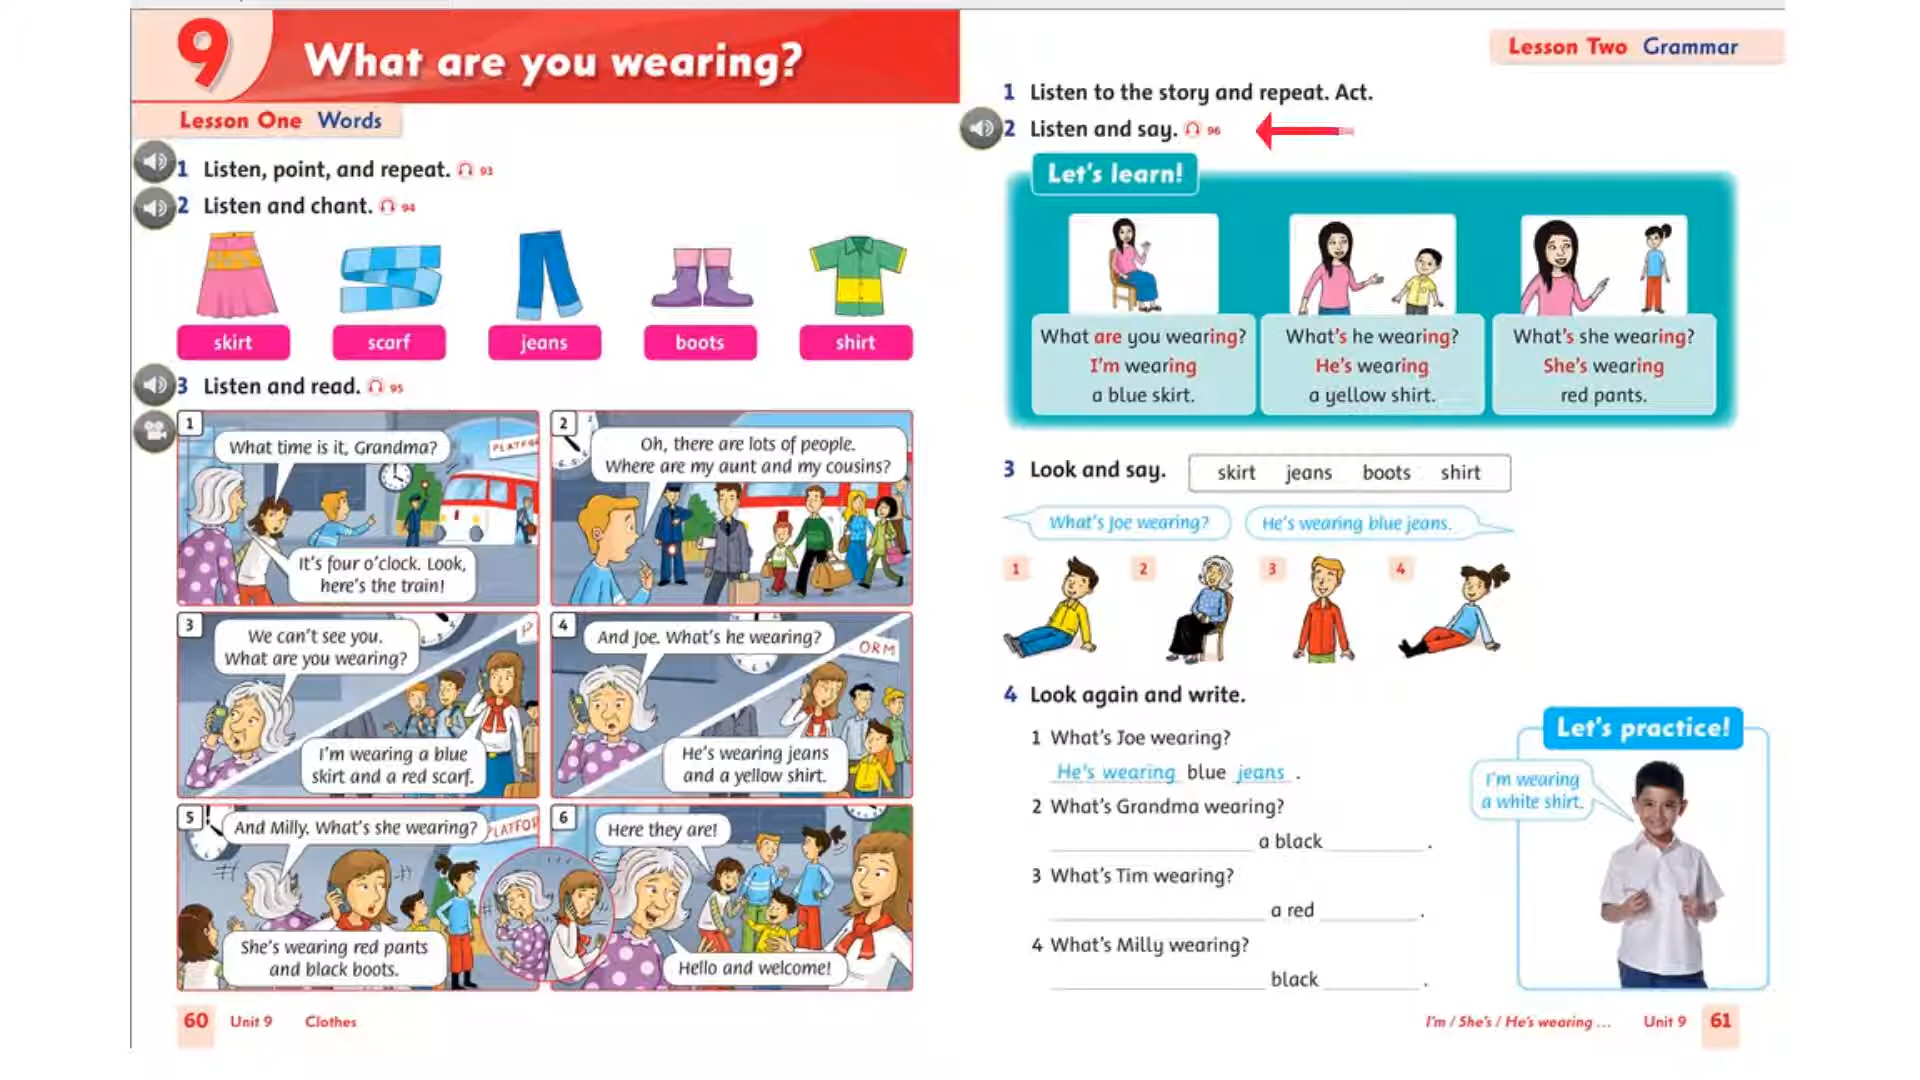 9 What are you wearing?
Lesson One Words
1 Listen, point, and repeat. 93
2 Listen and chant. 94
skirt scarf jeans boots shirt
3 Listen and read. 95
1
What time is it, Grandma?
PLATFO
It's four o'clock. Look,
here's the train!
2
Oh, there are lots of people.
Where are my aunt and my cousins?
3
We can't see you.
What are you wearing?
P
I'm wearing a blue
skirt and a red scarf.
4
And Joe. What's he wearing?
ORM
He's wearing jeans
and a yellow shirt.
5
And Milly. What's she wearing?
PLATFO
She's wearing red pants
and black boots.
6
Here they are!
Hello and welcome!
60 Unit 9 Clothes
Lesson Two Grammar
1 Listen to the story and repeat. Act.
2 Listen and say. 96
Let's learn!
What are you wearing?
I'm wearing
a blue skirt.
What's he wearing?
He's wearing
a yellow shirt.
What's she wearing?
She's wearing
red pants.
3 Look and say. skirt jeans boots shirt
What's Joe wearing? He's wearing blue jeans.
1 2 3 4
4 Look again and write.
1 What's Joe wearing?
He's wearing blue jeans .
2 What's Grandma wearing?
a black .
3 What's Tim wearing?
a red .
4 What's Milly wearing?
black .
Let's practice!
I'm wearing
a white shirt.
I'm / She's / He's wearing ... Unit 9 61